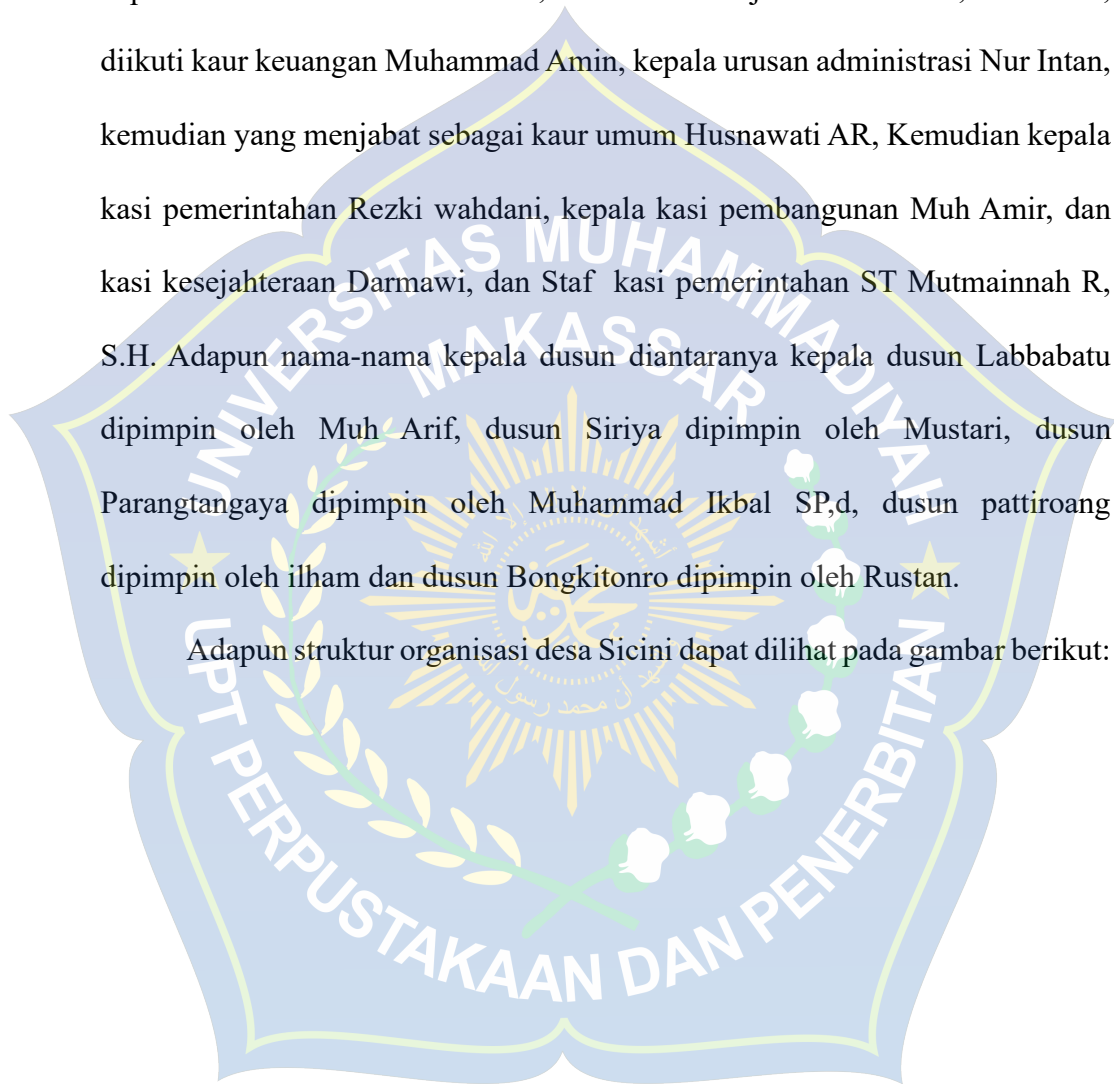 diikuti kaur keuangan Muhammad Amin, kepala urusan administrasi Nur Intan,
kemudian yang menjabat sebagai kaur umum Husnawati AR, Kemudian kepala
kasi pemerintahan Rezki wahdani, kepala kasi pembangunan Muh Amir, dan
kasi kesejahteraan Darmawi, dan Staf  kasi pemerintahan ST Mutmainnah R,
S.H. Adapun nama-nama kepala dusun diantaranya kepala dusun Labbabatu
dipimpin oleh Muh Arif, dusun Siriya dipimpin oleh Mustari, dusun
Parangtangaya dipimpin oleh Muhammad Ikbal SP,d, dusun pattiroang
dipimpin oleh ilham dan dusun Bongkitonro dipimpin oleh Rustan.
Adapun struktur organisasi desa Sicini dapat dilihat pada gambar berikut:
UNIVERSITAS MUHAMMADIYAH
MAKASSAR
UPT PERPUSTAKAAN DAN PENERBITAN